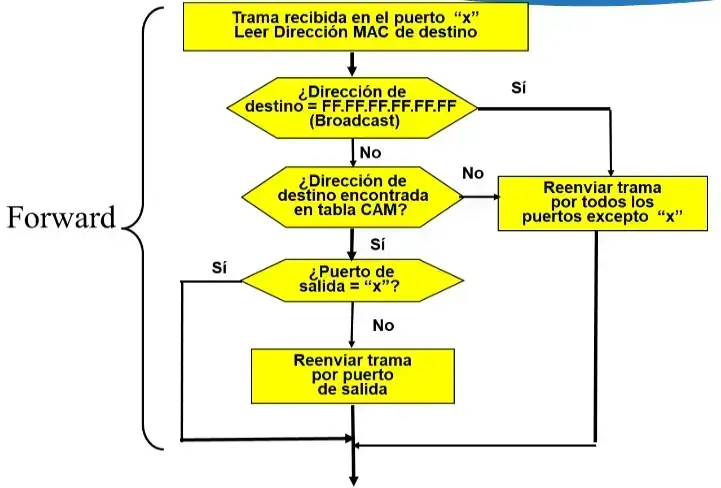 Trama recibida en el puerto “x”
Leer Dirección MAC de destino
¿Dirección de
destino = FF.FF.FF.FF.FF.FF
(Broadcast)
Sí
No
¿Dirección de
destino encontrada
en tabla CAM?
No
Reenviar trama
por todos los
puertos excepto “x”
Forward
Sí
¿Puerto de
salida = “x”?
Sí
No
Reenviar trama
por puerto
de salida